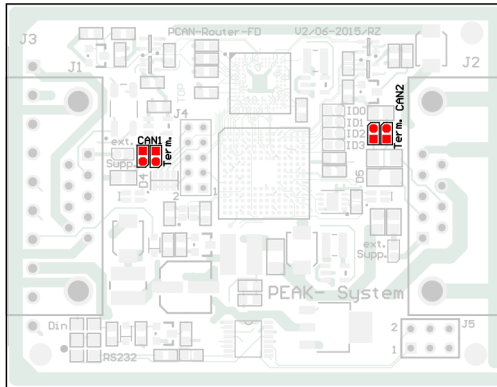 PCAN-Router-FD V2/06-2015/RZ
J3
J1
J2
CAN2
Term.
J4
ID0
ID1
ID2
ID3
CAN1
Term.
ext.
Supp.
D4
D5
2
1
ext.
Supp.
PEAK- System
Din
RS232
J5
2
1